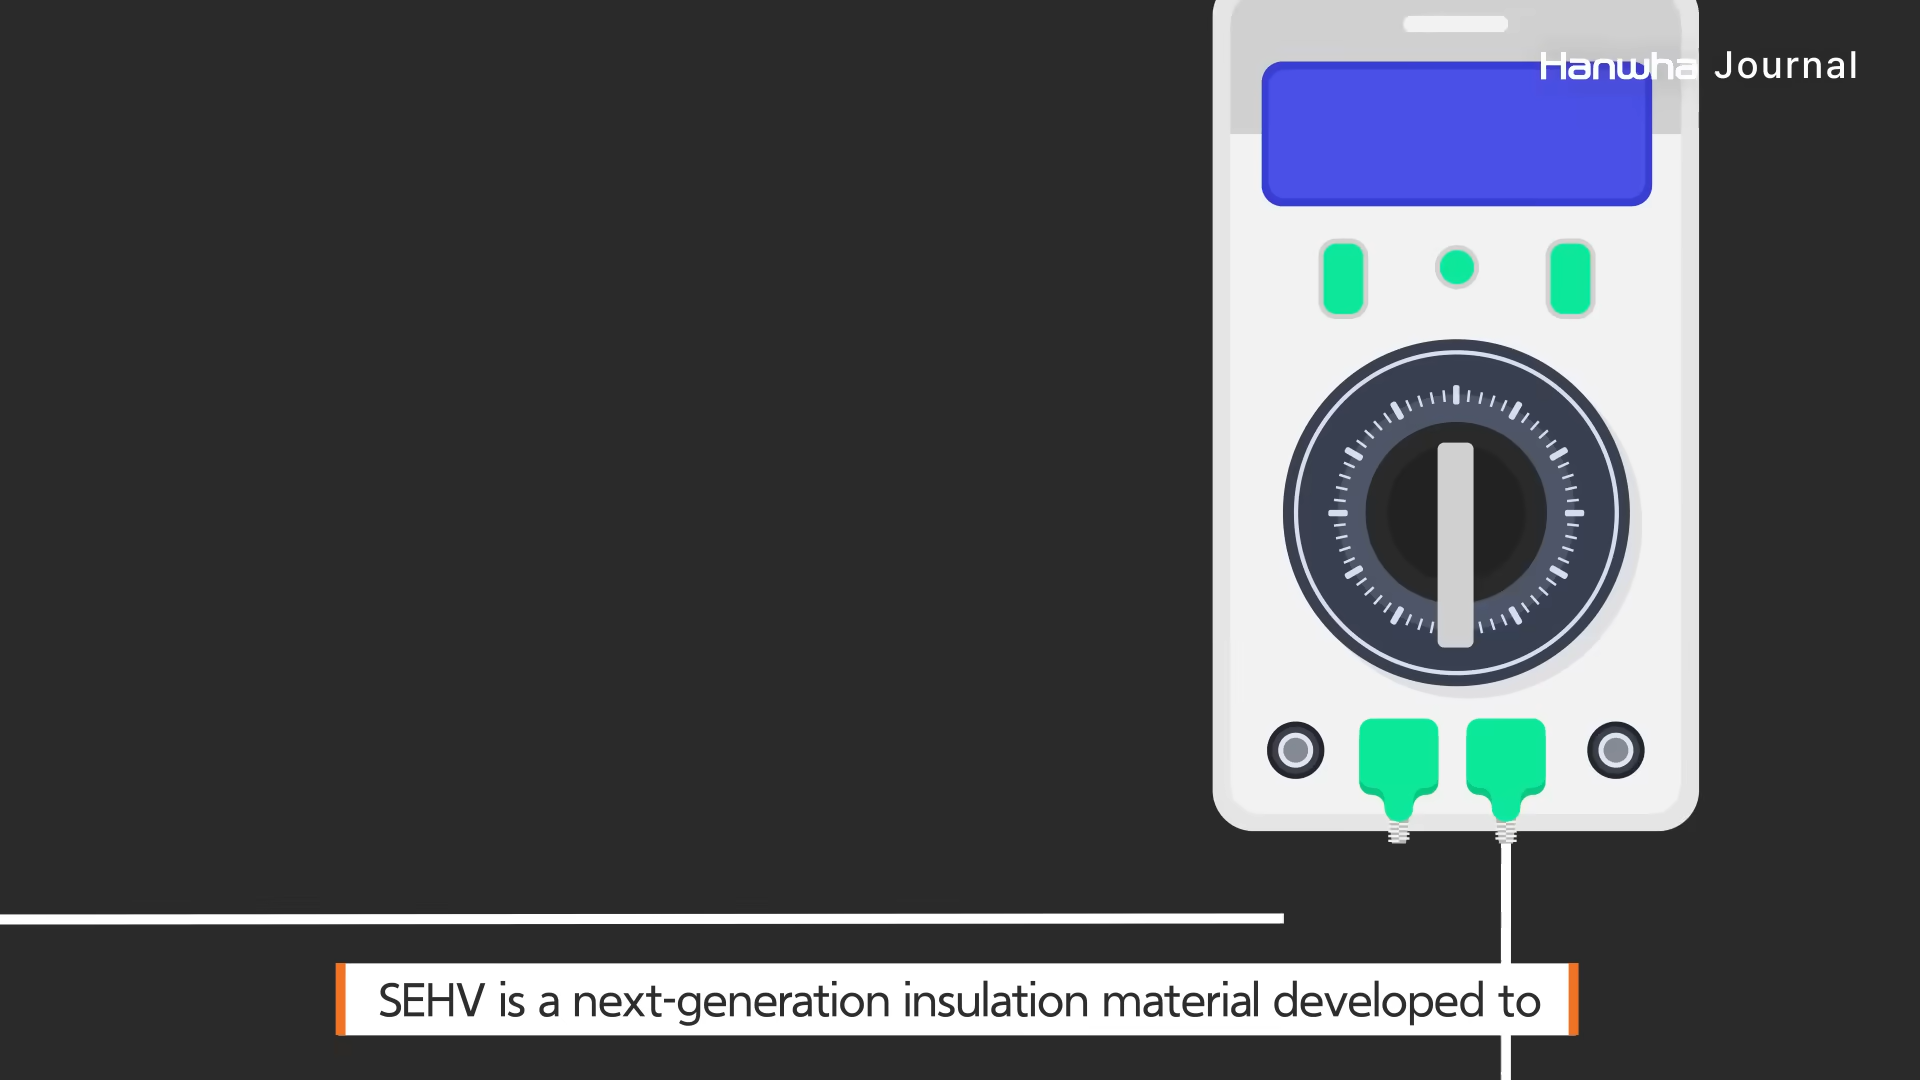 Hanwha Journal
SEHV is a next-generation insulation material developed to